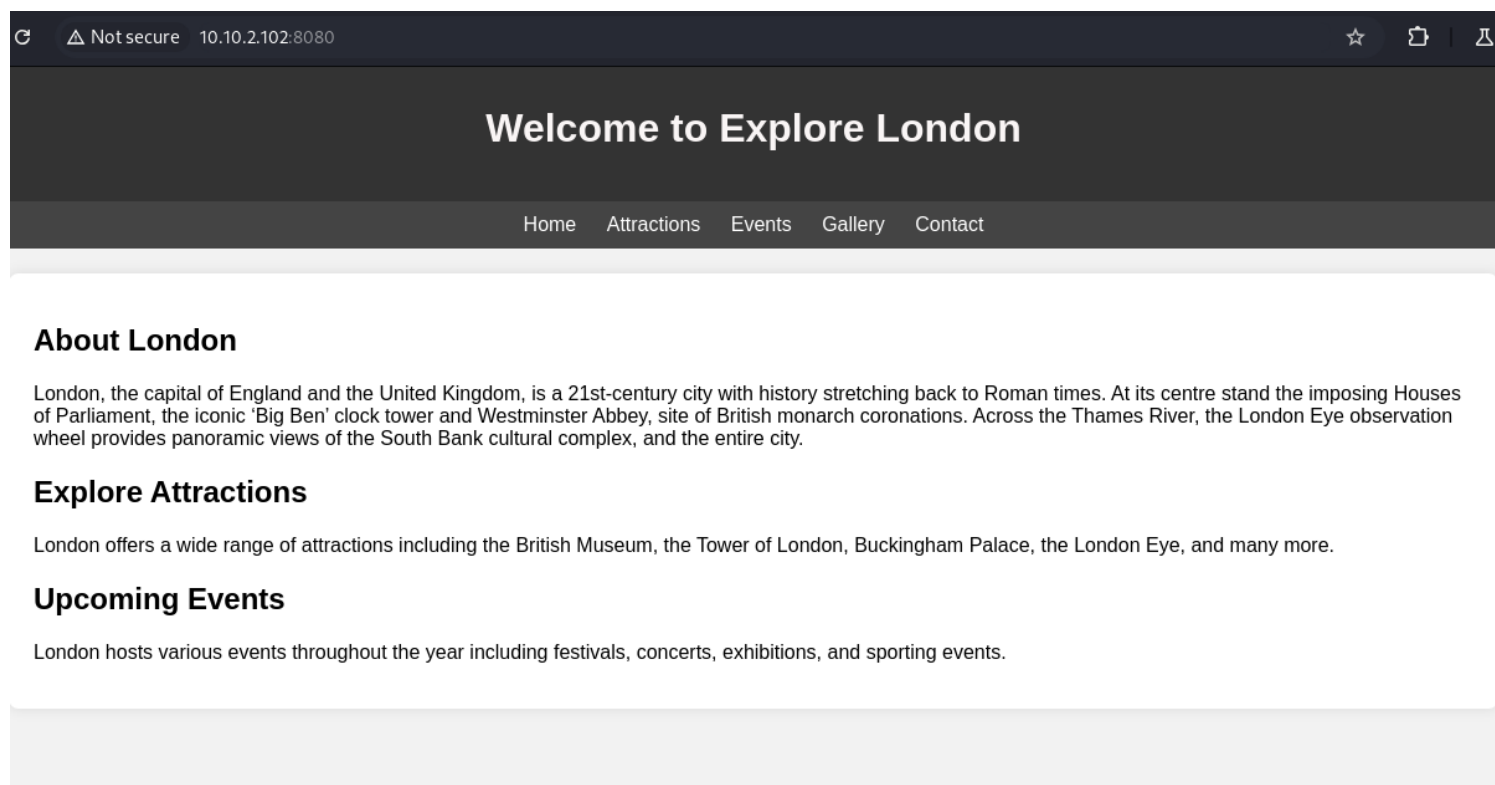 Not secure 10.10.2.102:8080
Welcome to Explore London
Home Attractions Events Gallery Contact
About London
London, the capital of England and the United Kingdom, is a 21st-century city with history stretching back to Roman times. At its centre stand the imposing Houses
of Parliament, the iconic ‘Big Ben’ clock tower and Westminster Abbey, site of British monarch coronations. Across the Thames River, the London Eye observation
wheel provides panoramic views of the South Bank cultural complex, and the entire city.
Explore Attractions
London offers a wide range of attractions including the British Museum, the Tower of London, Buckingham Palace, the London Eye, and many more.
Upcoming Events
London hosts various events throughout the year including festivals, concerts, exhibitions, and sporting events.